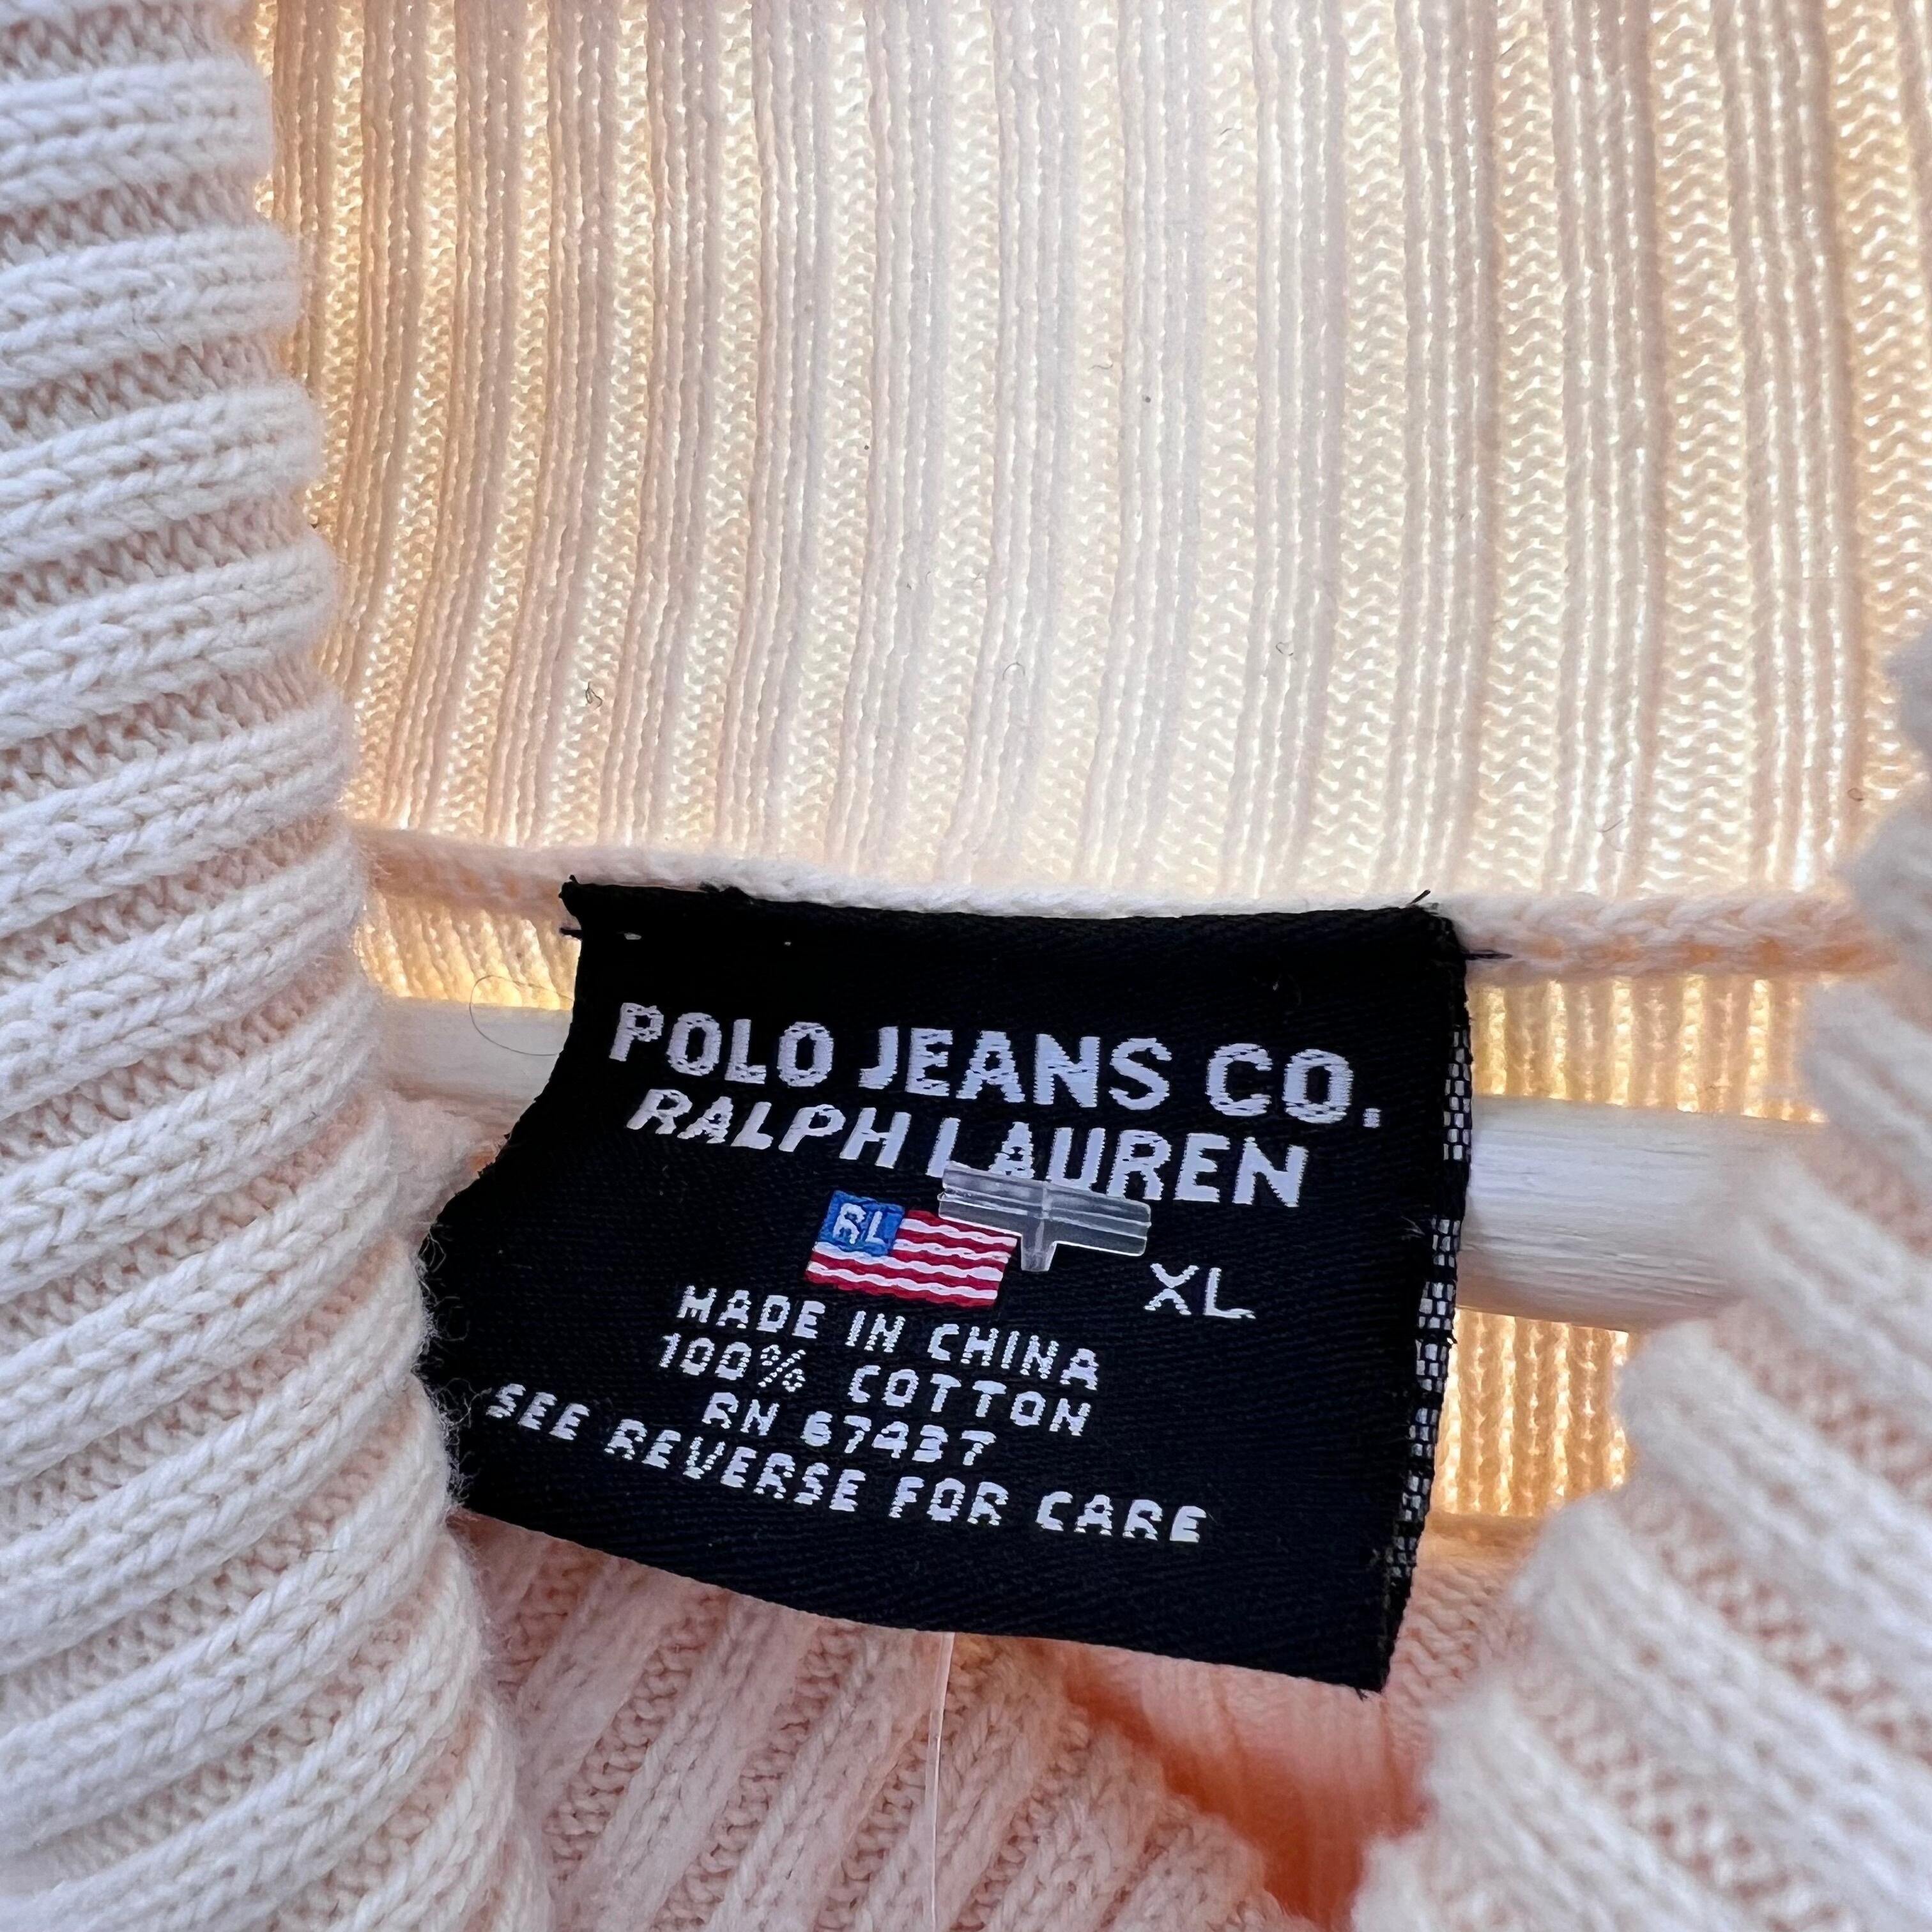 POLO JEANS CO.
RALPH LAUREN
RL
XL
MADE IN CHINA
100% COTTON
RN 67437
SEE REVERSE FOR CARE